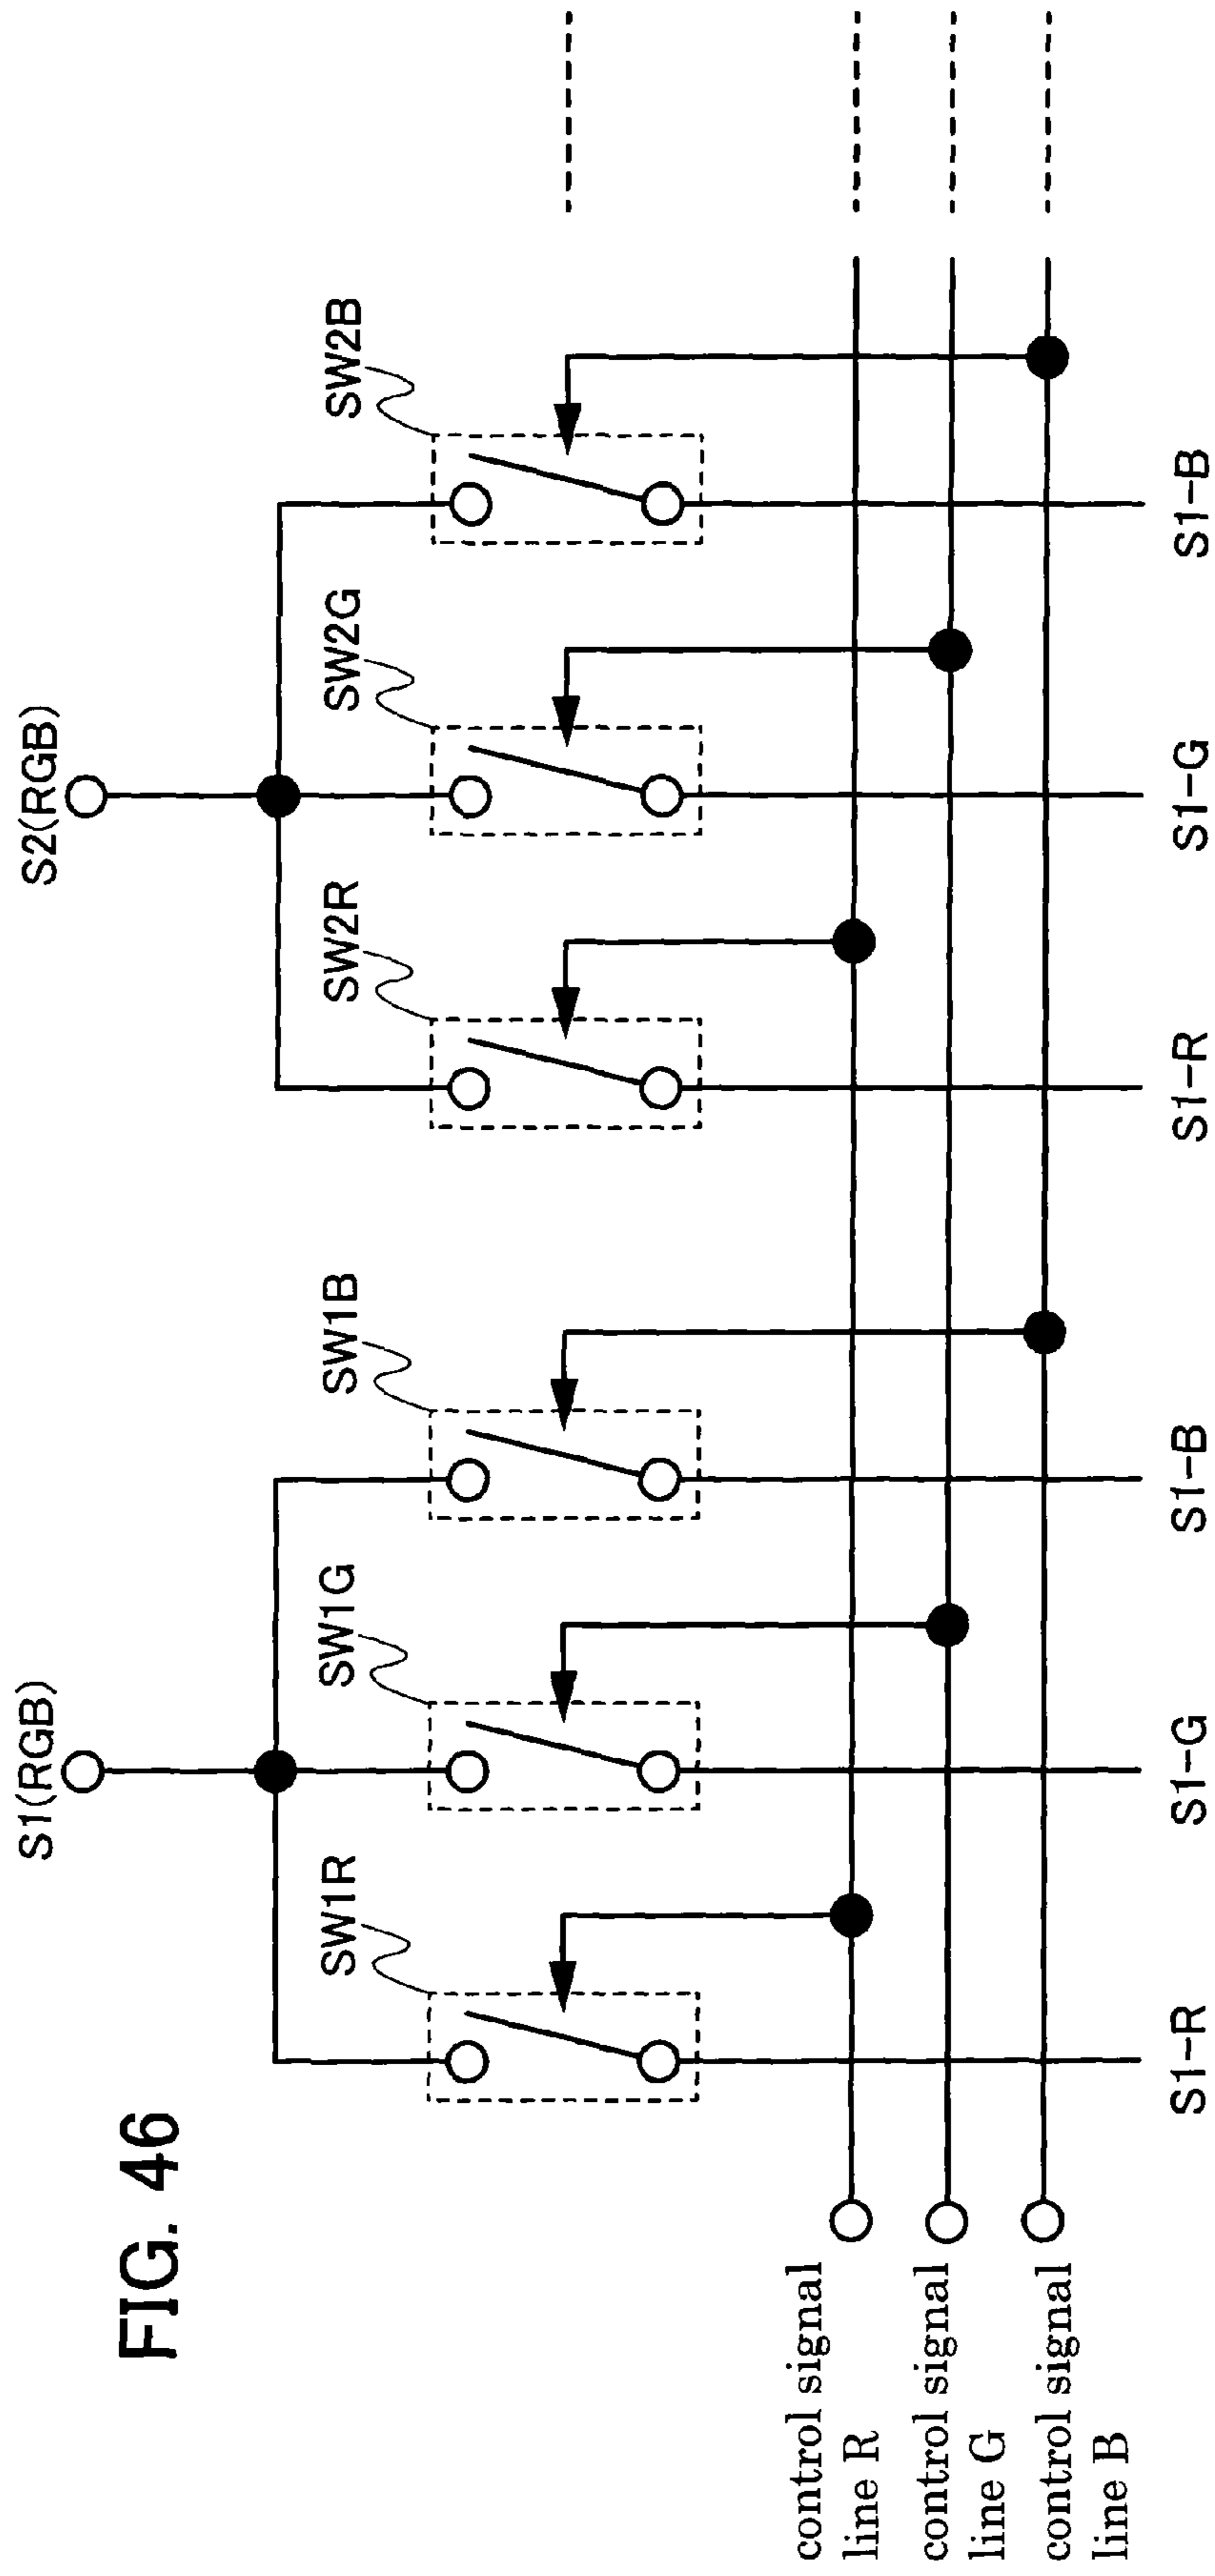 FIG. 46
S1(RGB)
S2(RGB)
SW1R
SW1G
SW1B
SW2R
SW2G
SW2B
control signal
line R
control signal
line G
control signal
line B
S1-R
S1-G
S1-B
S1-R
S1-G
S1-B